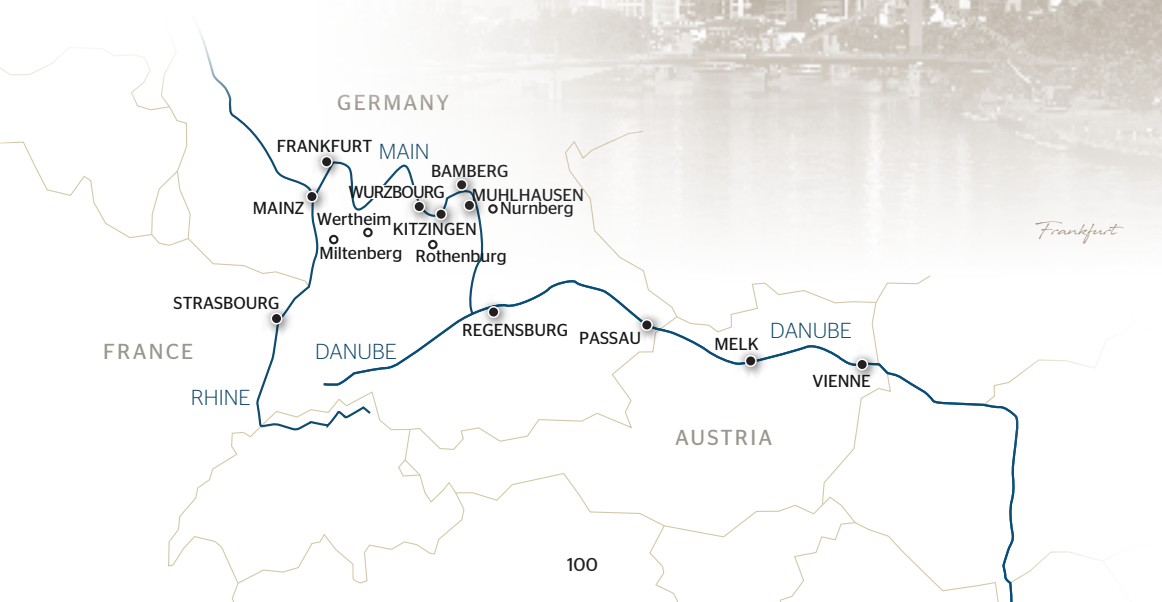 GERMANY
FRANKFURT
MAIN
BAMBERG
WURZBOURG
MUHLHAUSEN
MAINZ
Nurnberg
Wertheim
KITZINGEN
Miltenberg
Rothenburg
Frankfurt
STRASBOURG
REGENSBURG
PASSAU
DANUBE
MELK
FRANCE
DANUBE
VIENNE
RHINE
AUSTRIA
100